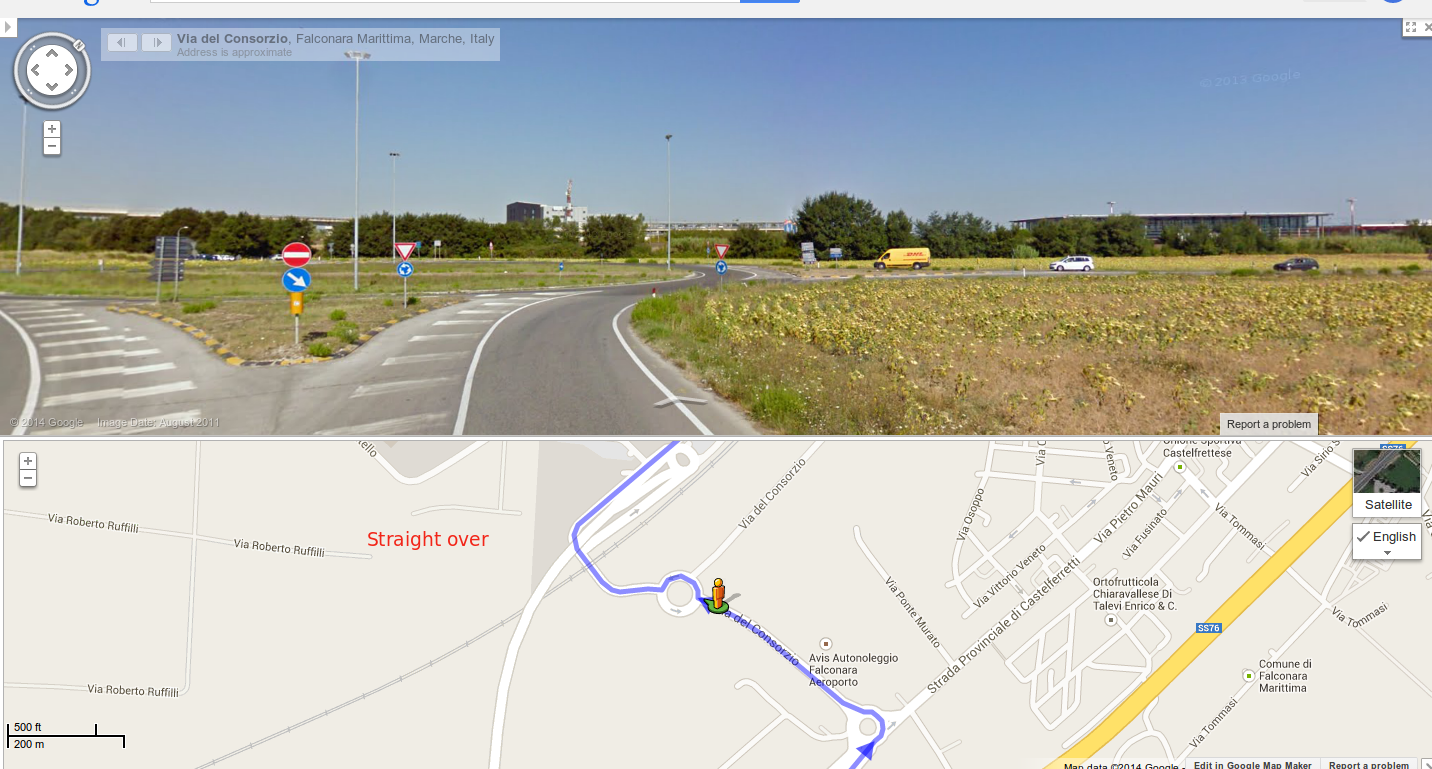 Via del Consorzio, Falconara Marittima, Marche, Italy
Address is approximate
N
© 2013 Google
© 2014 Google
Image Date: August 2011
Report a problem
Via Roberto Ruffilli
Via Roberto Ruffilli
Via Roberto Ruffilli
Straight over
Via del Consorzio
del Consorzio
Avis Autonoleggio
Falconara
Aeroporto
Via Osoppo
Via Ponte Murato
Via Vittorio Veneto
Strada Provinciale di Castelferretti
Via Pietro Mauri
Via Fusinato
Unione Sportiva
Castelfrettese
Via Tommasi
Via Sirio
SS76
Ortofrutticola
Chiaravallese Di
Talevi Enrico & C.
SS76
Via Tommasi
Comune di
Falconara
Marittima
Via Tommasi
Satellite
English
500 ft
200 m
Map data ©2014 Google -
Edit in Google Map Maker
Report a problem